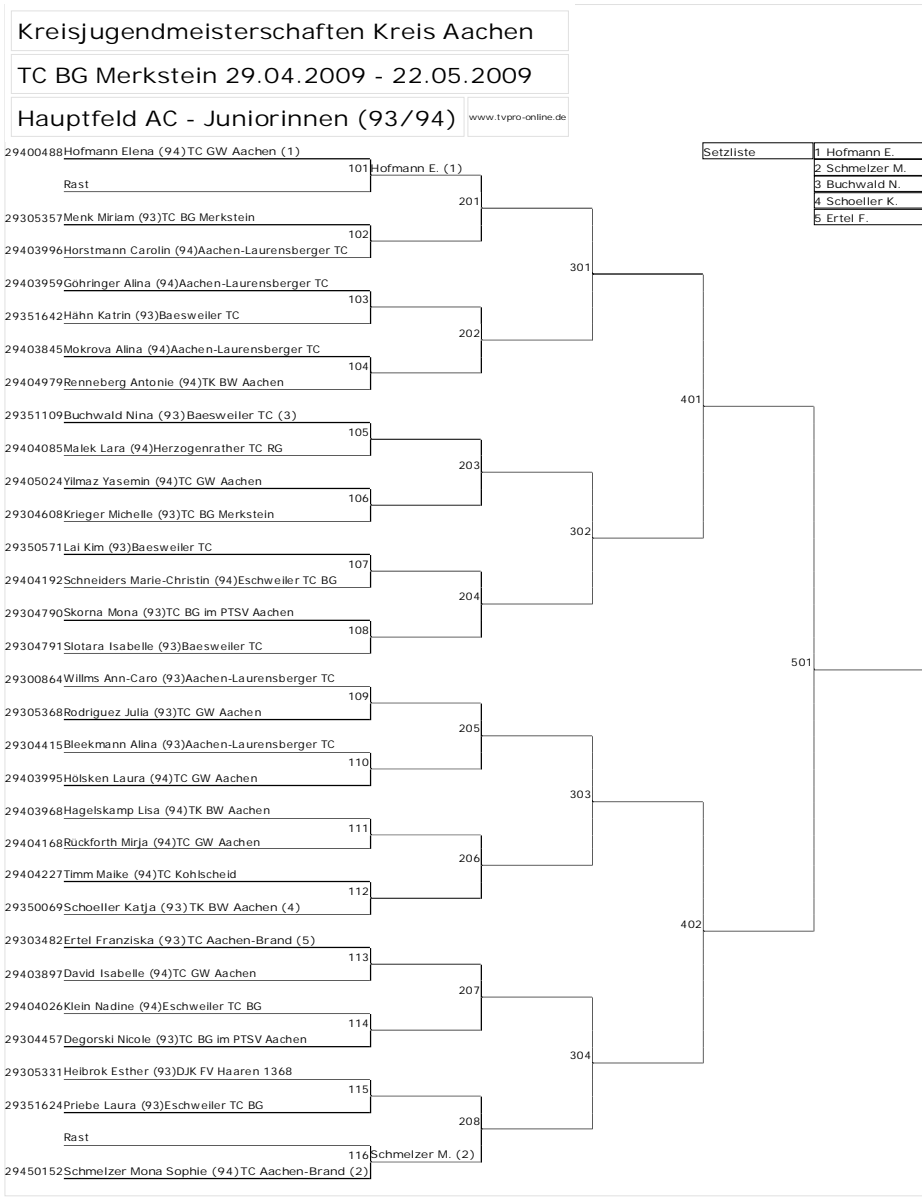 Kreisjugendmeisterschaften Kreis Aachen
TC BG Merkstein 29.04.2009 - 22.05.2009
Hauptfeld AC - Juniorinnen (93/94) www.tvpro-online.de
29400488 Hofmann Elena (94)TC GW Aachen (1)
Setzliste 1 Hofmann E.
101 Hofmann E. (1)
2 Schmelzer M.
Rast
3 Buchwald N.
201
4 Schoeller K.
29305357 Menk Miriam (93)TC BG Merkstein
5 Ertel F.
102
29403996 Horstmann Carolin (94)Aachen-Laurensberger TC
301
29403959 Göhringer Alina (94)Aachen-Laurensberger TC
103
29351642 Hähn Katrin (93)Baesweiler TC
202
29403845 Mokrova Alina (94)Aachen-Laurensberger TC
104
29404979 Renneberg Antonie (94)TK BW Aachen
401
29351109 Buchwald Nina (93)Baesweiler TC (3)
105
29404085 Malek Lara (94)Herzogenrather TC RG
203
29405024 Yilmaz Yasemin (94)TC GW Aachen
106
29304608 Krieger Michelle (93)TC BG Merkstein
302
29350571 Lai Kim (93)Baesweiler TC
107
29404192 Schneiders Marie-Christin (94)Eschweiler TC BG
204
29304790 Skorna Mona (93)TC BG im PTSV Aachen
108
29304791 Slotara Isabelle (93)Baesweiler TC
501
29300864 Willms Ann-Caro (93)Aachen-Laurensberger TC
109
29305368 Rodriguez Julia (93)TC GW Aachen
205
29304415 Bleekmann Alina (93)Aachen-Laurensberger TC
110
29403995 Hölsken Laura (94)TC GW Aachen
303
29403968 Hagelskamp Lisa (94)TK BW Aachen
111
29404168 Rückforth Mirja (94)TC GW Aachen
206
29404227 Timm Maike (94)TC Kohlscheid
112
29350069 Schoeller Katja (93)TK BW Aachen (4)
402
29303482 Ertel Franziska (93)TC Aachen-Brand (5)
113
29403897 David Isabelle (94)TC GW Aachen
207
29404026 Klein Nadine (94)Eschweiler TC BG
114
29304457 Degorski Nicole (93)TC BG im PTSV Aachen
304
29305331 Heibrok Esther (93)DJK FV Haaren 1368
115
29351624 Priebe Laura (93)Eschweiler TC BG
208
Rast
116 Schmelzer M. (2)
29450152 Schmelzer Mona Sophie (94)TC Aachen-Brand (2)